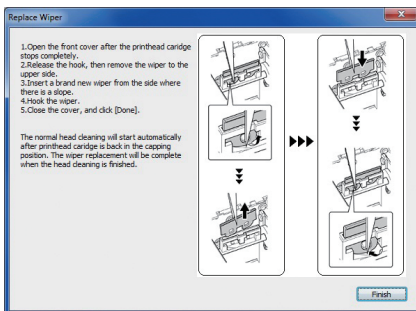 Replace Wiper
1.Open the front cover after the printhead caridge
stops completely.
2.Release the hook, then remove the wiper to the
upper side.
3.Insert a brand new wiper from the side where
there is a slope.
4.Hook the wiper.
5.Close the cover, and click [Done].
The normal head cleaning will start automatically
after printhead caridge is back in the capping
position. The wiper replacement will be complete
when the head cleaning is finished.
Finish